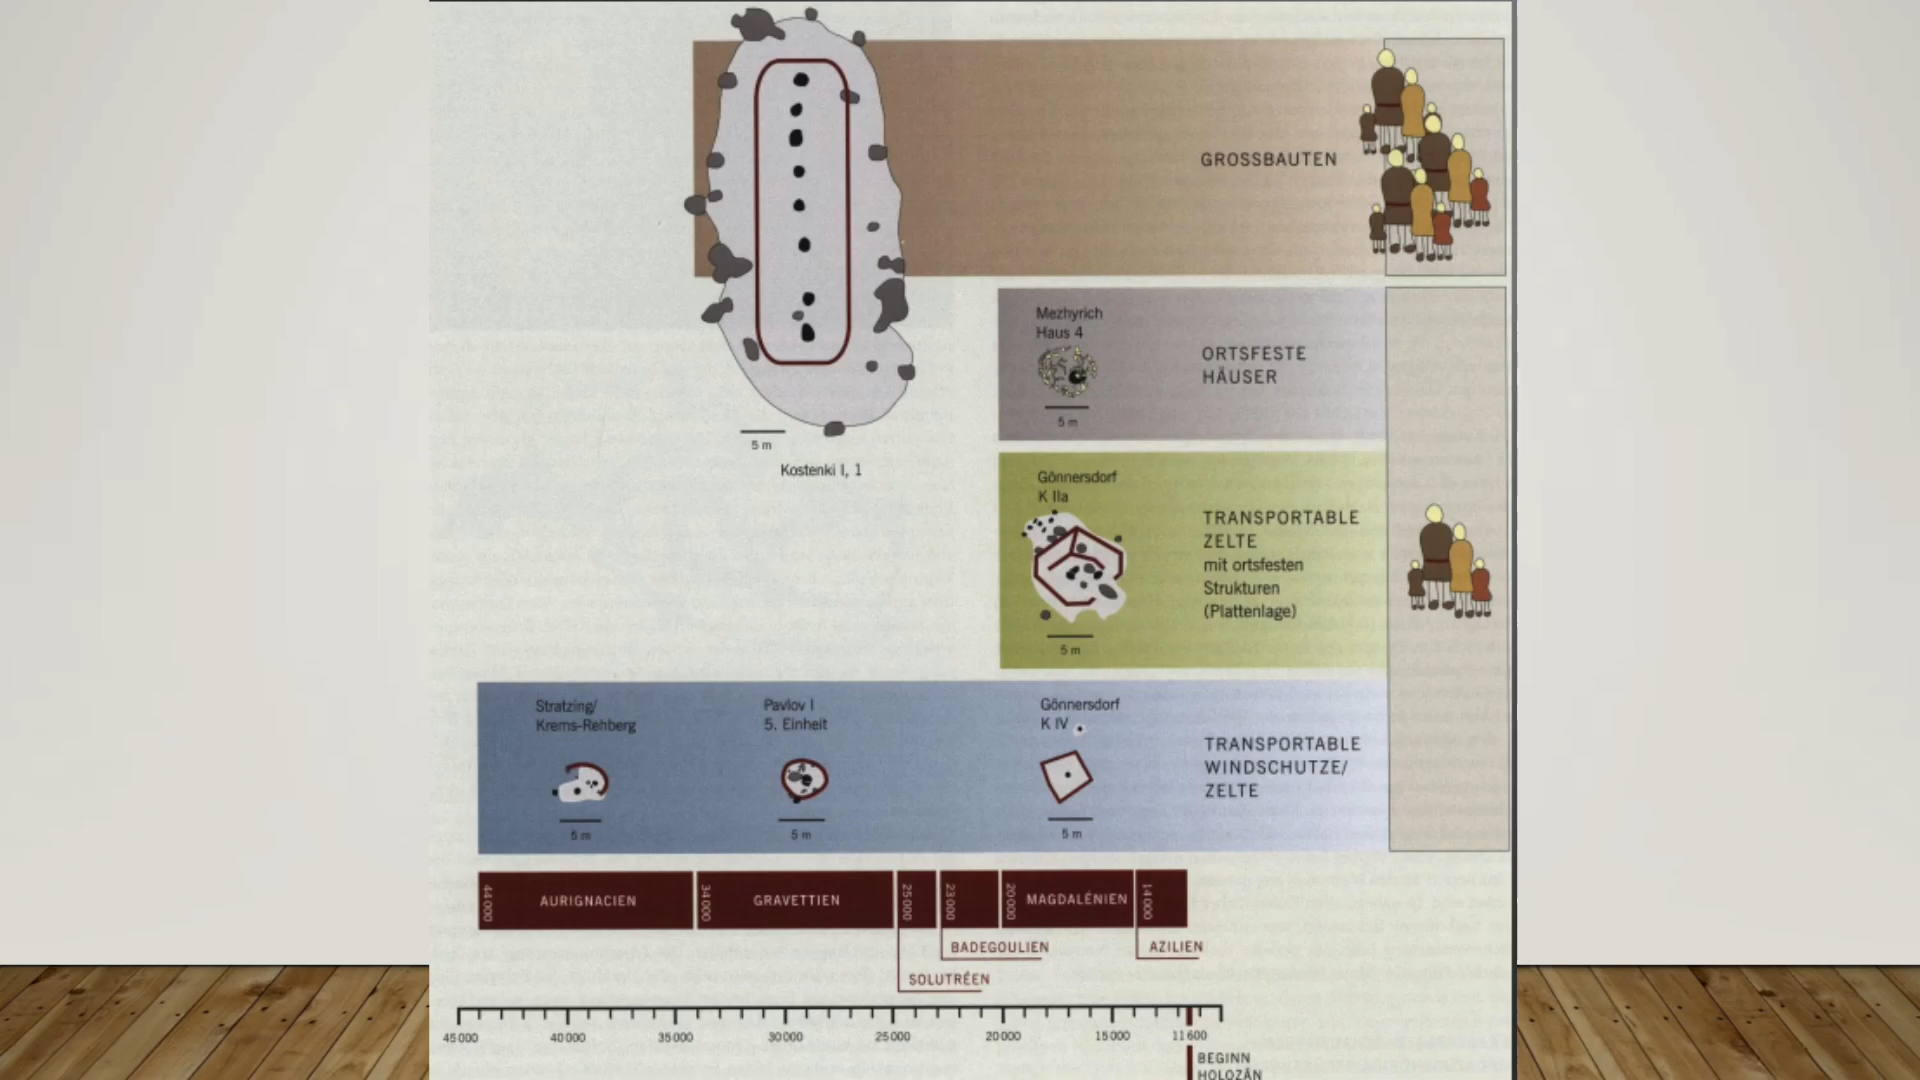 GROSSBAUTEN
5 m
Kostenki I, 1
Mezhyrich
Haus 4
5 m
ORTSFESTE
HÄUSER
Gönnersdorf
K IIa
5 m
TRANSPORTABLE
ZELTE
mit ortsfesten
Strukturen
(Plattenlage)
Stratzing/
Krems-Rehberg
5 m
Pavlov I
5. Einheit
5 m
Gönnersdorf
K IV
5 m
TRANSPORTABLE
WINDSCHUTZE/
ZELTE
44 000 AURIGNACIEN 34 000 GRAVETTIEN 25 000 23 000 20 000 MAGDALÉNIEN 14 000
BADEGOULIEN AZILIEN
SOLUTRÉEN
45 000 40 000 35 000 30 000 25 000 20 000 15 000 11 600
BEGINN
HOLOZÄN